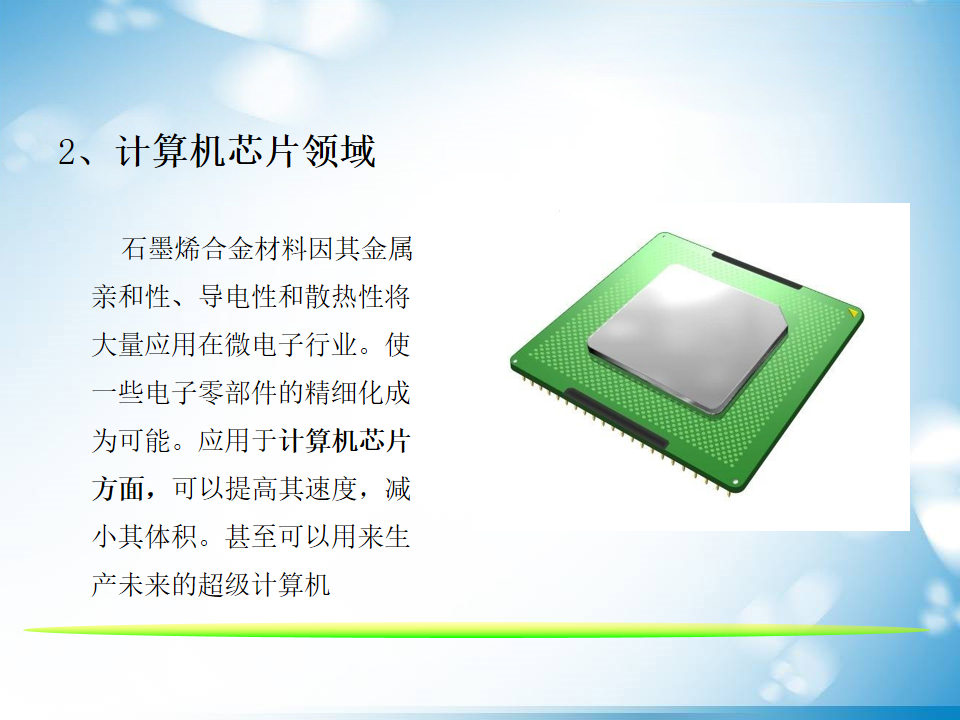 2、计算机芯片领域
石墨烯合金材料因其金属
亲和性、导电性和散热性将
大量应用在微电子行业。使
一些电子零部件的精细化成
为可能。应用于计算机芯片
方面，可以提高其速度，减
小其体积。甚至可以用来生
产未来的超级计算机